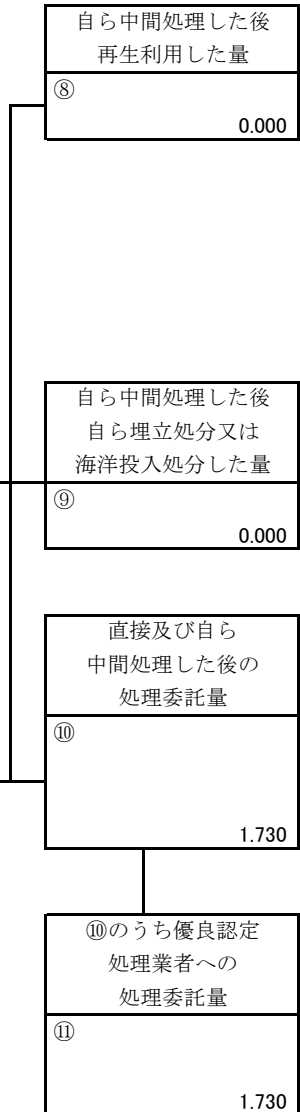 自ら中間処理した後
再生利用した量
⑧
0.000
自ら中間処理した後
自ら埋立処分又は
海洋投入処分した量
⑨
0.000
直接及び自ら
中間処理した後の
処理委託量
⑩
1.730
⑩のうち優良認定
処理業者への
処理委託量
⑪
1.730